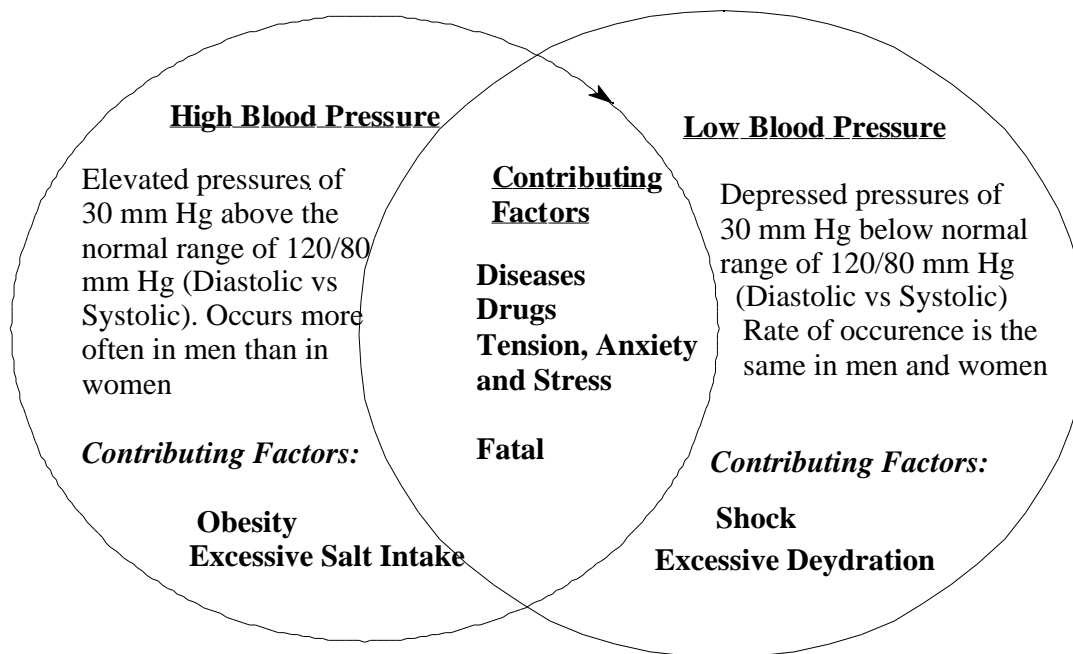 High Blood Pressure
Elevated pressures of
30 mm Hg above the
normal range of 120/80
mm Hg (Diastolic vs
Systolic). Occurs more
often in men than in
women
Contributing Factors:
Obesity
Excessive Salt Intake
Contributing
Factors
Diseases
Drugs
Tension, Anxiety
and Stress
Fatal
Low Blood Pressure
Depressed pressures of
30 mm Hg below normal
range of 120/80 mm Hg
(Diastolic vs Systolic)
Rate of occurence is the
same in men and women
Contributing Factors:
Shock
Excessive Deydration